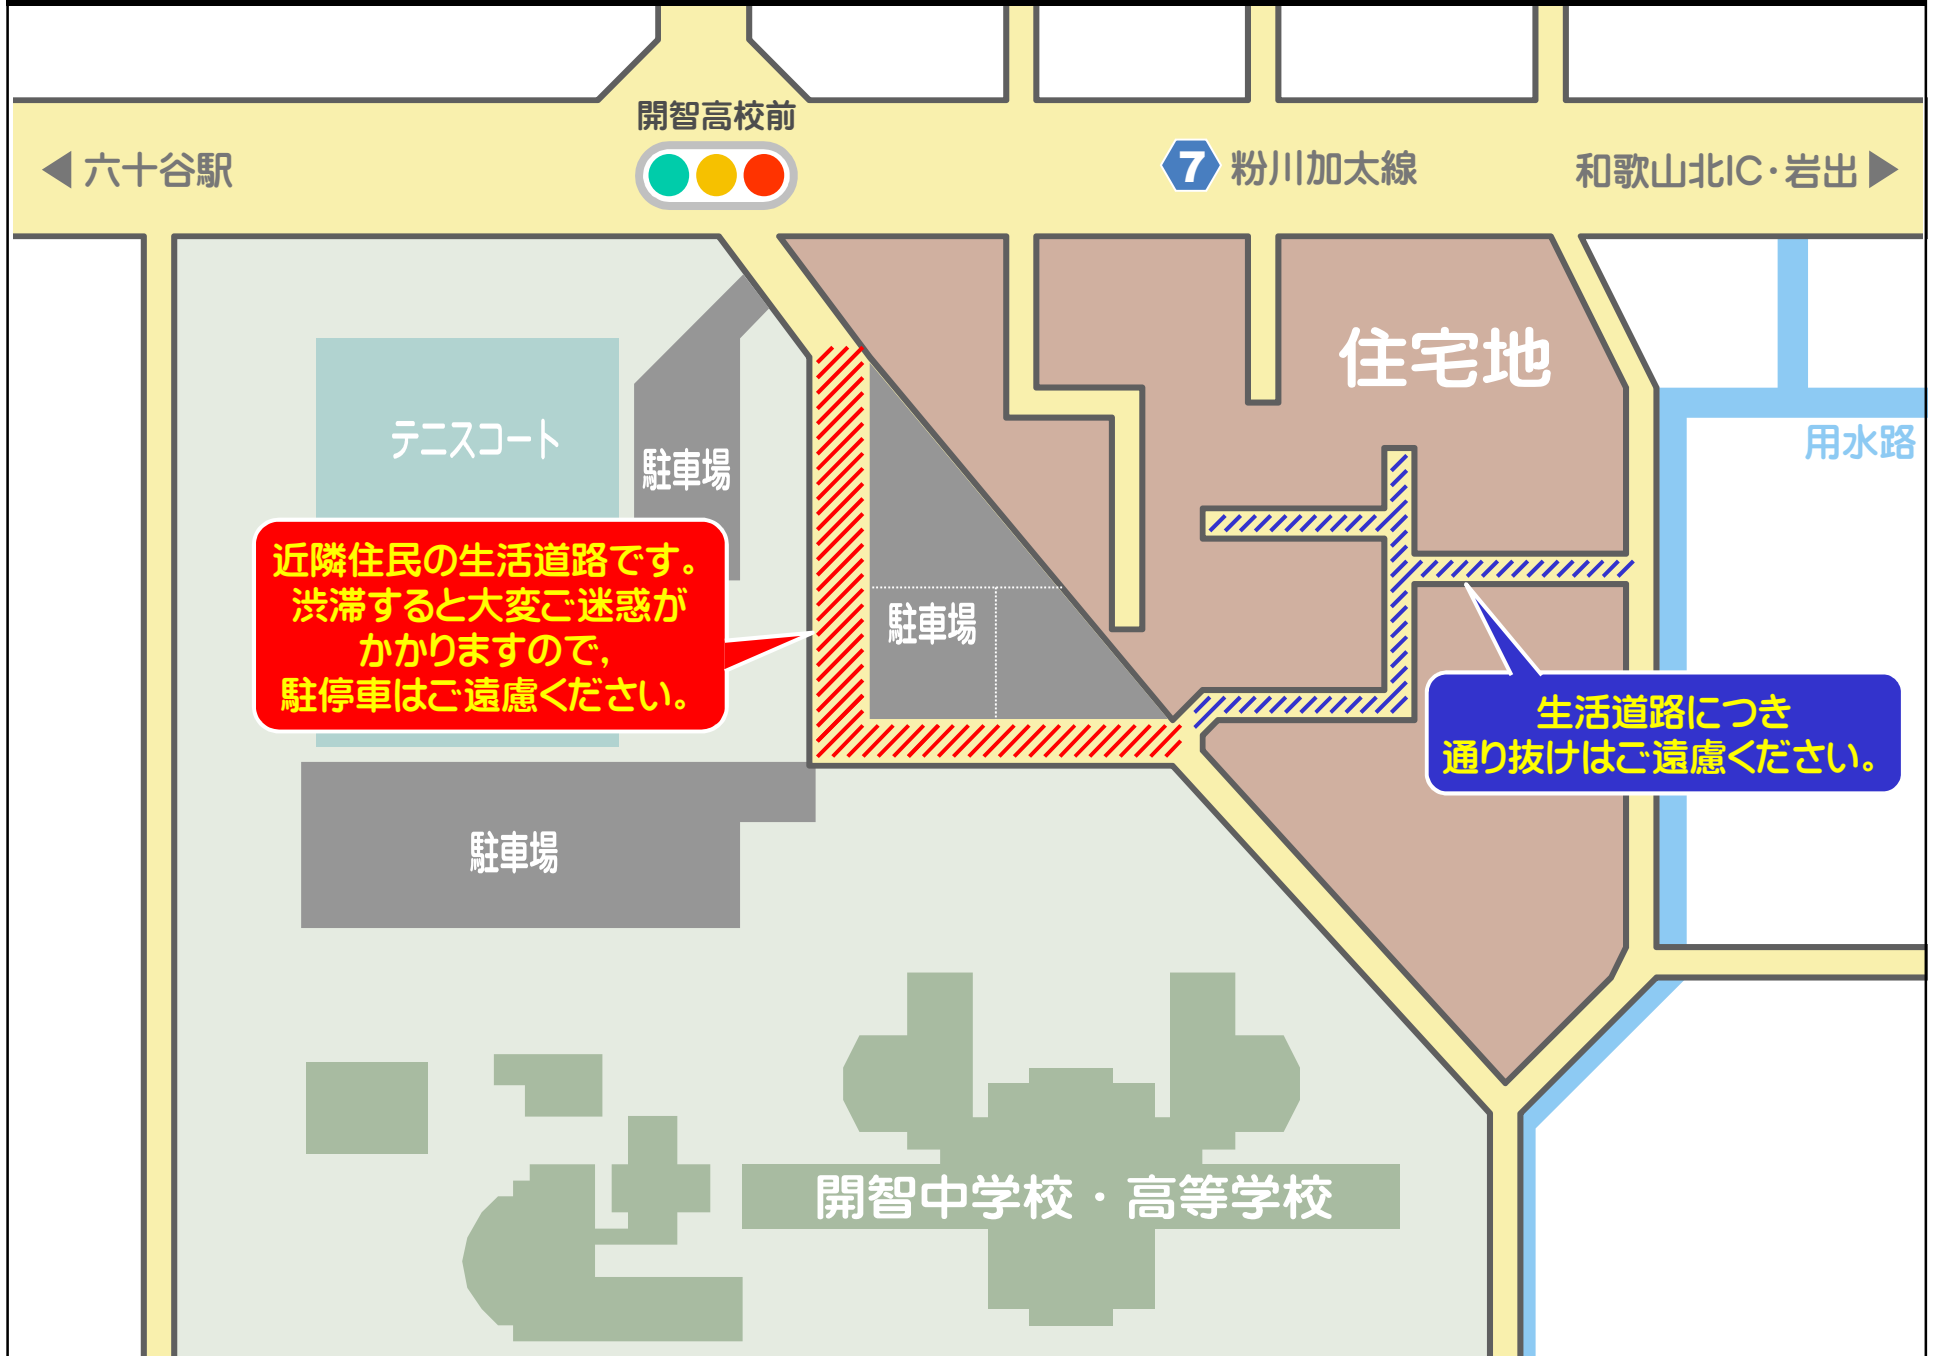 開智高校前
◀六十谷駅
7 粉川加太線
和歌山北IC・岩出▶
住宅地
テニスコート
駐車場
用水路
近隣住民の生活道路です。
渋滞すると大変ご迷惑が
かかりますので,
駐停車はご遠慮ください。
駐車場
生活道路につき
通り抜けはご遠慮ください。
駐車場
開智中学校・高等学校